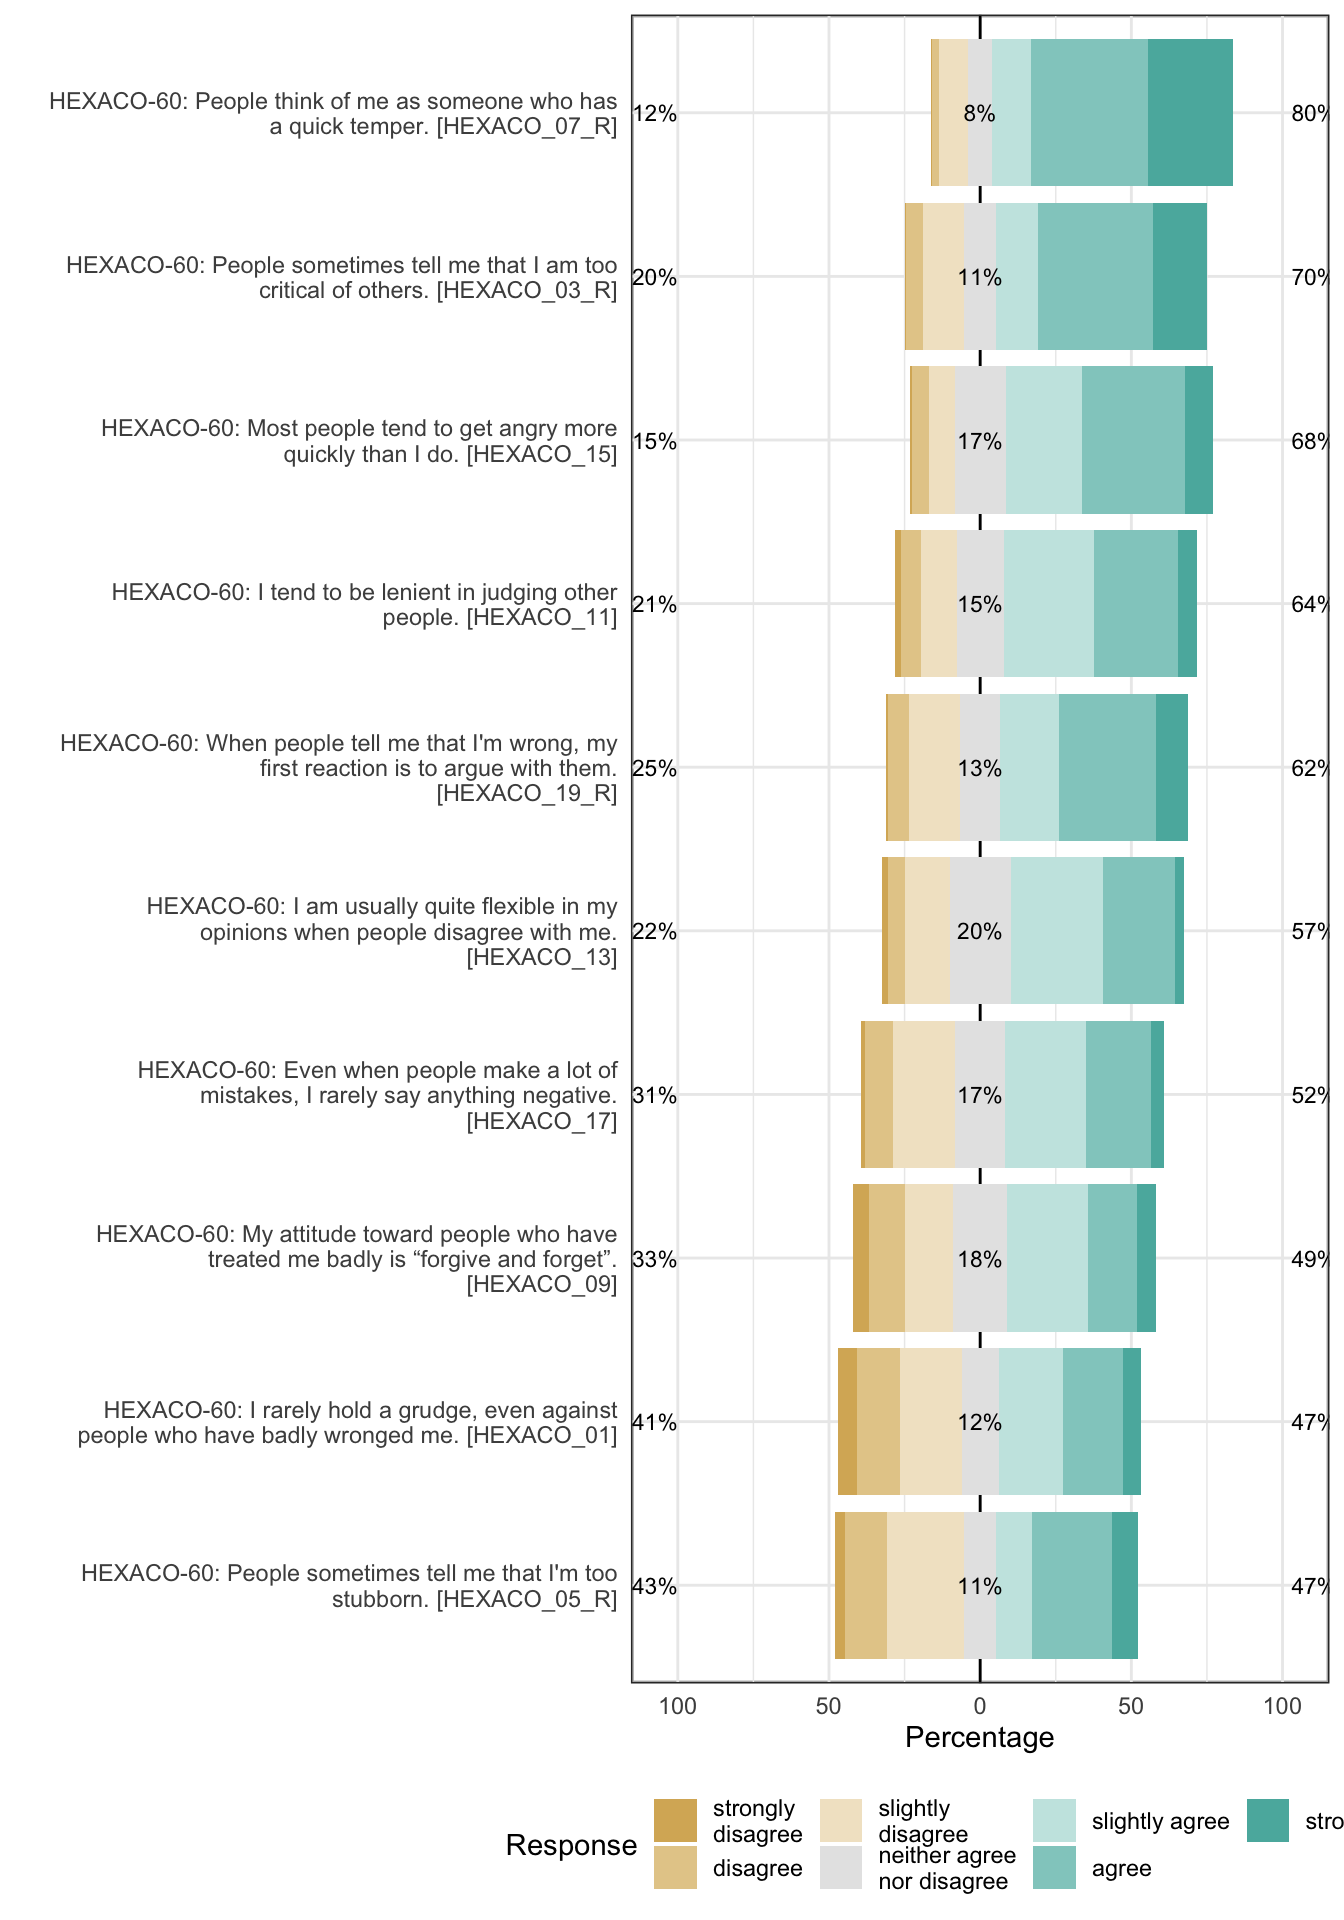 HEXACO-60: People think of me as someone who has
a quick temper. [HEXACO_07_R]
12%
8%
80%
HEXACO-60: People sometimes tell me that I am too
critical of others. [HEXACO_03_R]
20%
11%
70%
HEXACO-60: Most people tend to get angry more
quickly than I do. [HEXACO_15]
15%
17%
68%
HEXACO-60: I tend to be lenient in judging other
people. [HEXACO_11]
21%
15%
64%
HEXACO-60: When people tell me that I'm wrong, my
first reaction is to argue with them.
[HEXACO_19_R]
25%
13%
62%
HEXACO-60: I am usually quite flexible in my
opinions when people disagree with me.
[HEXACO_13]
22%
20%
57%
HEXACO-60: Even when people make a lot of
mistakes, I rarely say anything negative.
[HEXACO_17]
31%
17%
52%
HEXACO-60: My attitude toward people who have
treated me badly is “forgive and forget”.
[HEXACO_09]
33%
18%
49%
HEXACO-60: I rarely hold a grudge, even against
people who have badly wronged me. [HEXACO_01]
41%
12%
47%
HEXACO-60: People sometimes tell me that I'm too
stubborn. [HEXACO_05_R]
43%
11%
47%
100 50 0 50 100
Percentage
Response
strongly
disagree
disagree
slightly
disagree
neither agree
nor disagree
slightly agree
agree
stro